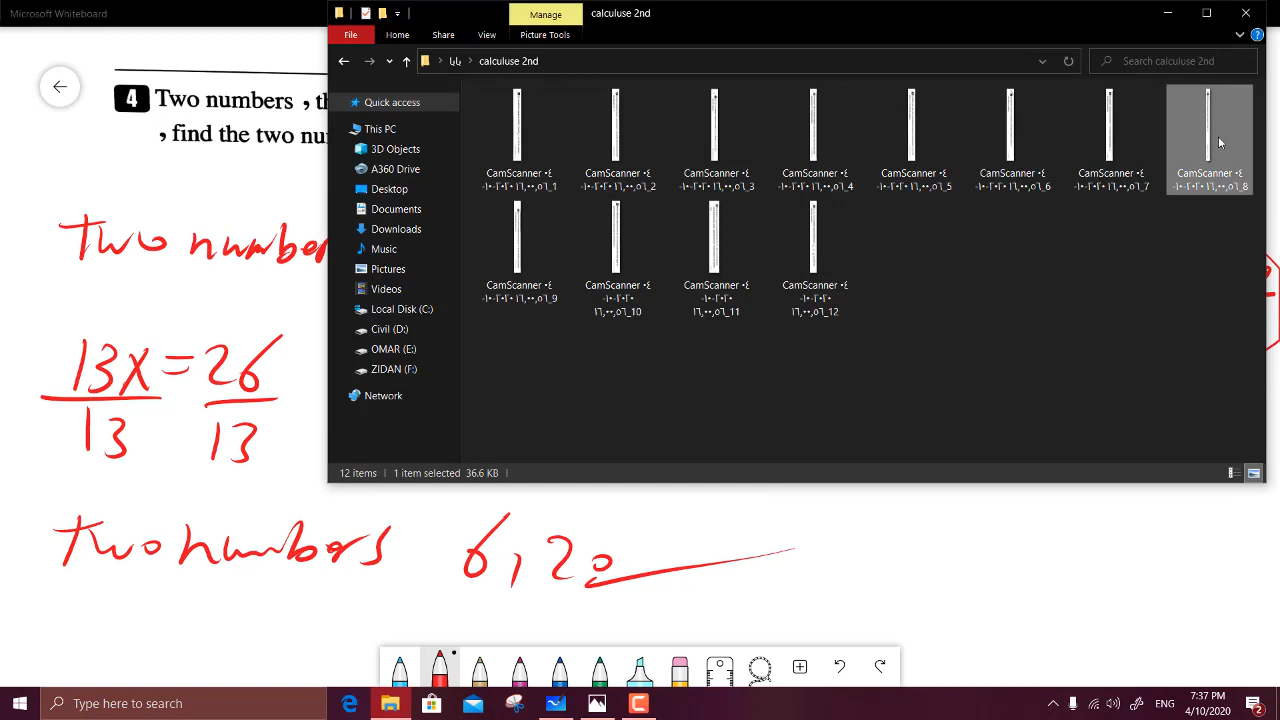 Microsoft Whiteboard
4 Two numbers , th
, find the two nu
Two number
13x = 26
13 13
Two numbers 6, 20
Manage
calculuse 2nd
File
Home
Share
View
Picture Tools
calculuse 2nd
Search calculuse 2nd
Quick access
This PC
3D Objects
A360 Drive
Desktop
Documents
Downloads
Music
Pictures
Videos
Local Disk (C:)
Civil (D:)
OMAR (E:)
ZIDAN (F:)
Network
CamScanner
CamScanner
CamScanner
CamScanner
CamScanner
CamScanner
CamScanner
CamScanner
CamScanner
CamScanner
CamScanner
CamScanner
12 items
1 item selected 36.6 KB
Type here to search
ENG
7:37 PM
4/10/2020
2